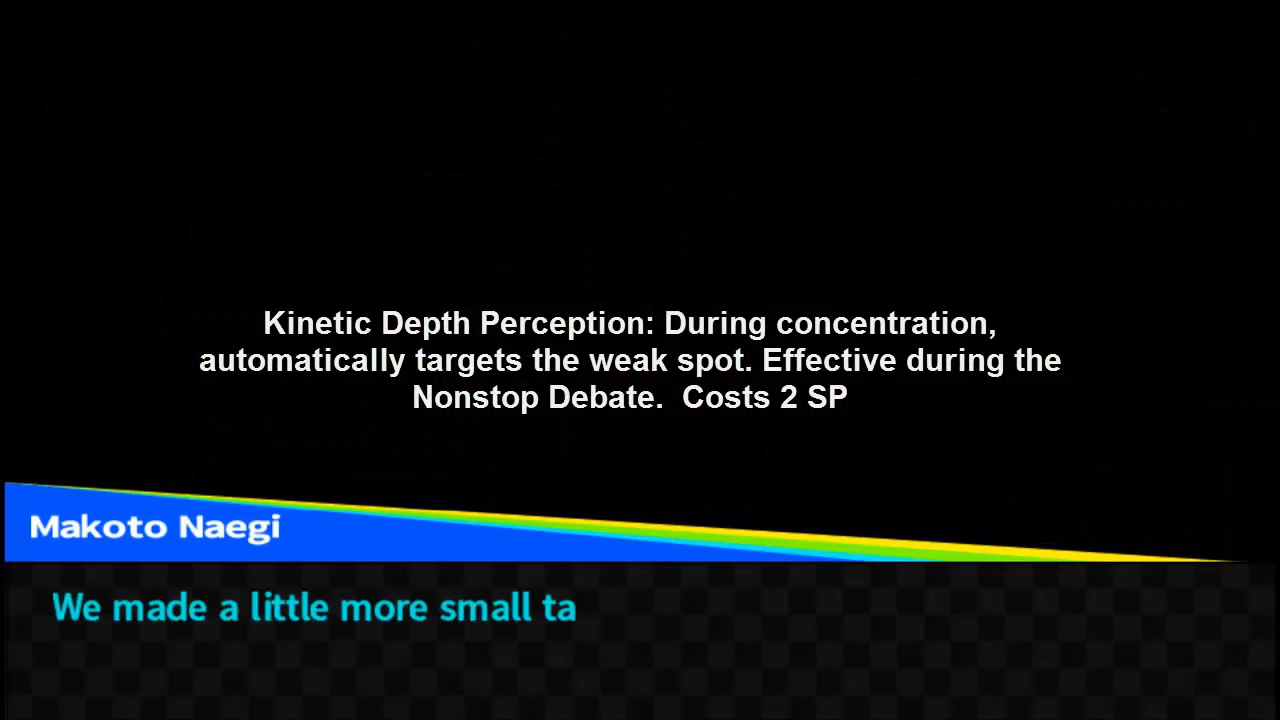 Kinetic Depth Perception: During concentration,
automatically targets the weak spot. Effective during the
Nonstop Debate.  Costs 2 SP
Makoto Naegi
We made a little more small ta